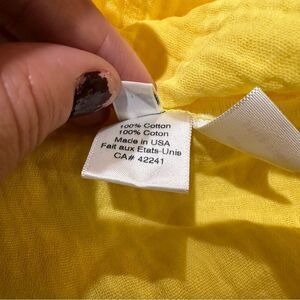 100% Cotton
100% Coton
Made in USA
Fait aux Etats-Unis
CA# 42241